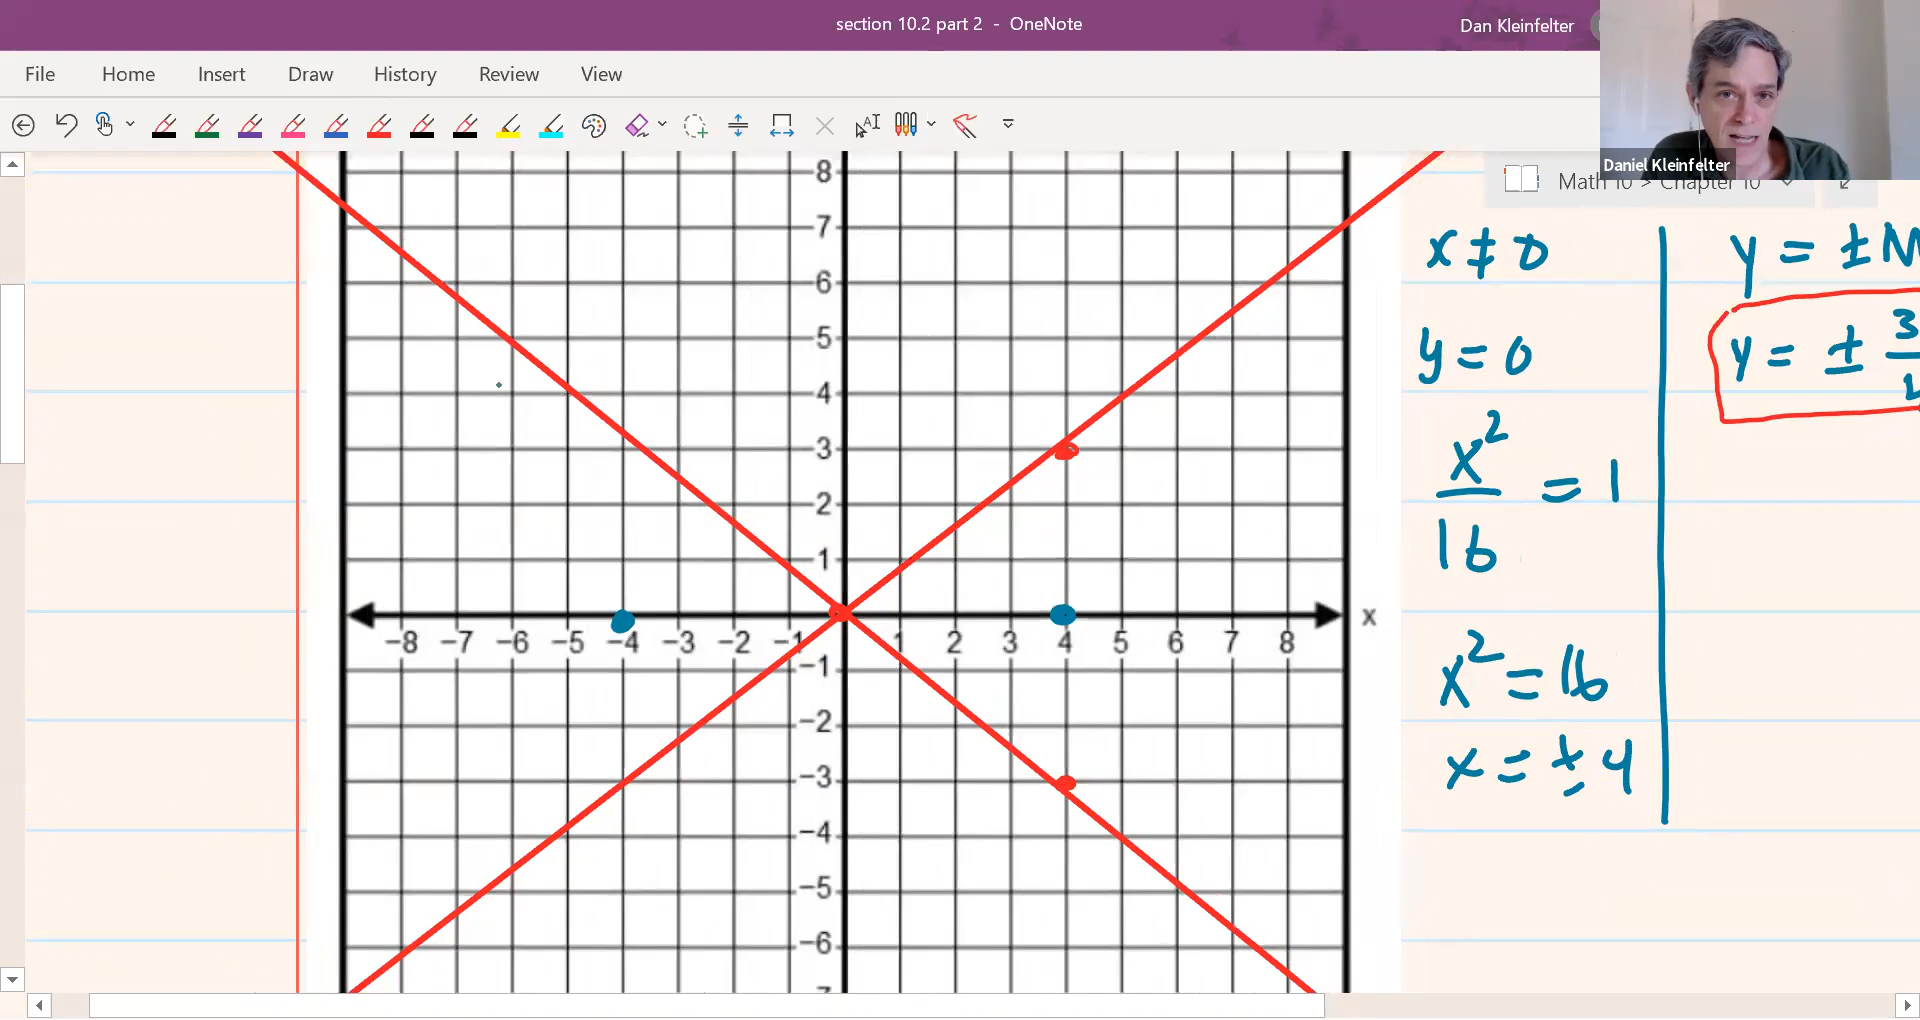 section 10.2 part 2 - OneNote
Dan Kleinfelter
File Home Insert Draw History Review View
Daniel Kleinfelter
Math 10 > Chapter 10
8
7
6
5
4
3
2
1
x
−8 −7 −6 −5 −4 −3 −2 −1 1 2 3 4 5 6 7 8
−1
−2
−3
−4
−5
−6
x ≠ 0
y = 0
x²/16 = 1
x² = 16
x = ± 4
y = ± M
y = ± 3